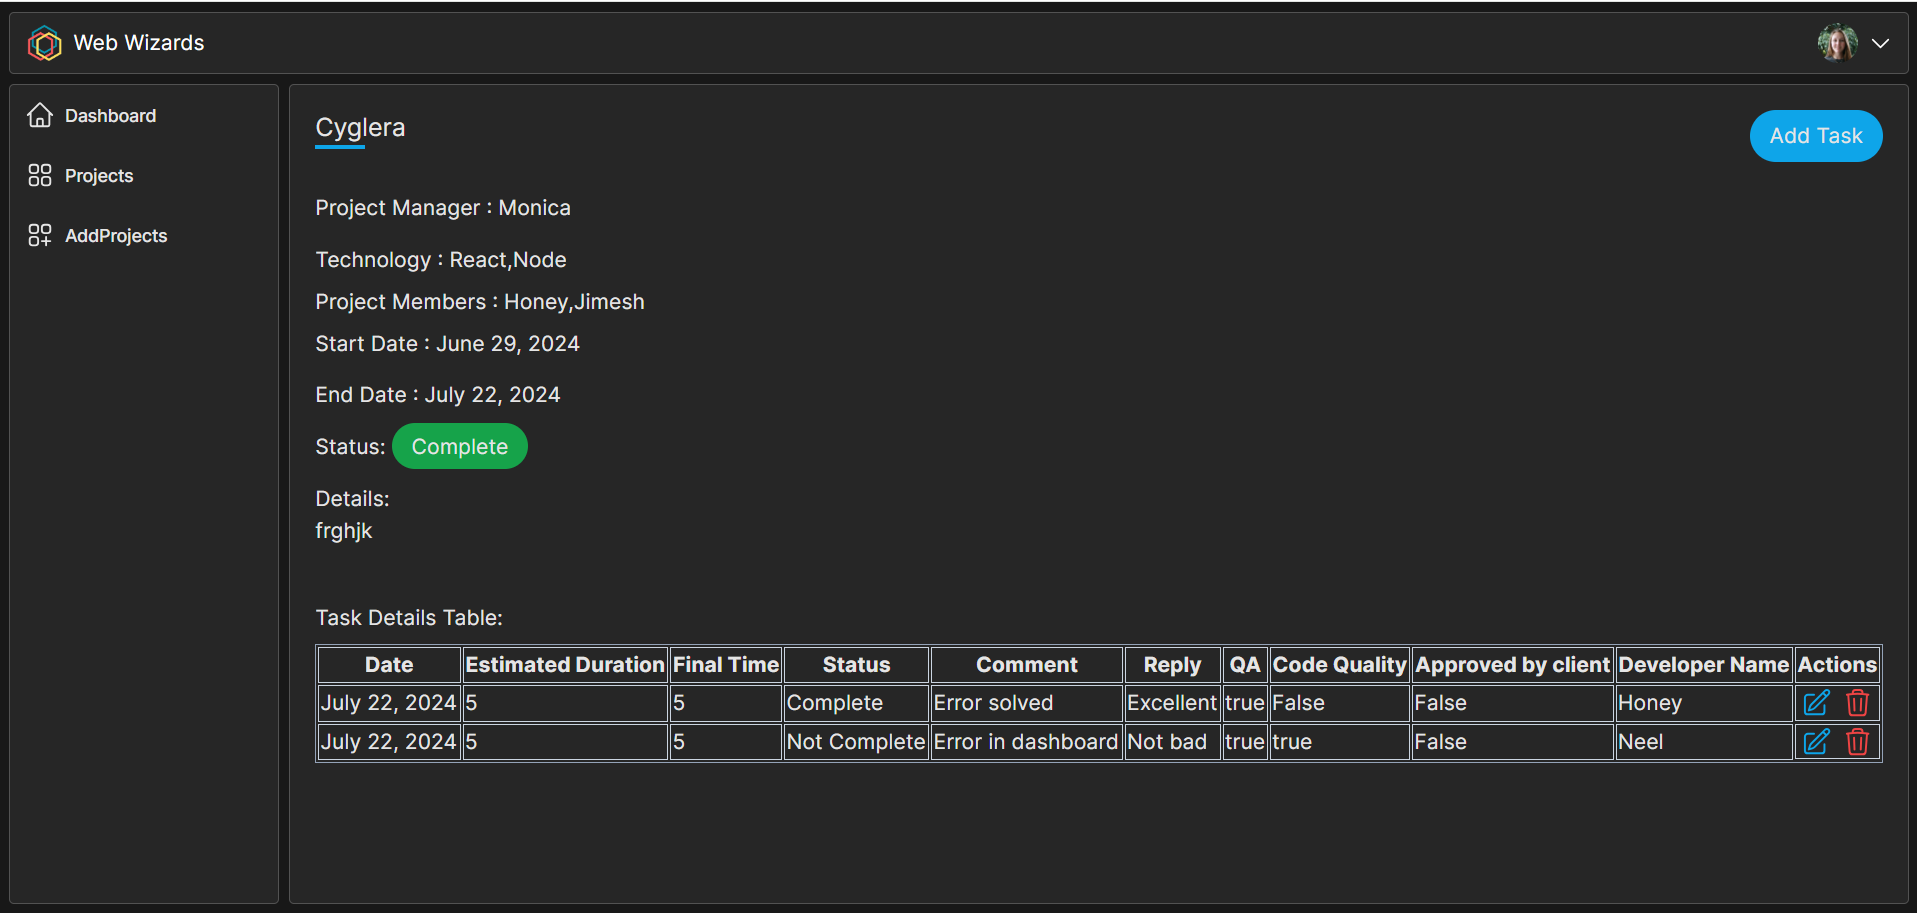 Web Wizards
Dashboard
Projects
AddProjects
Cyglera
Add Task
Project Manager : Monica
Technology : React,Node
Project Members : Honey,Jimesh
Start Date : June 29, 2024
End Date : July 22, 2024
Status: Complete
Details:
frghjk
Task Details Table:
Date Estimated Duration Final Time Status Comment Reply QA Code Quality Approved by client Developer Name Actions
July 22, 2024 5 5 Complete Error solved Excellent true False False Honey
July 22, 2024 5 5 Not Complete Error in dashboard Not bad true true False Neel